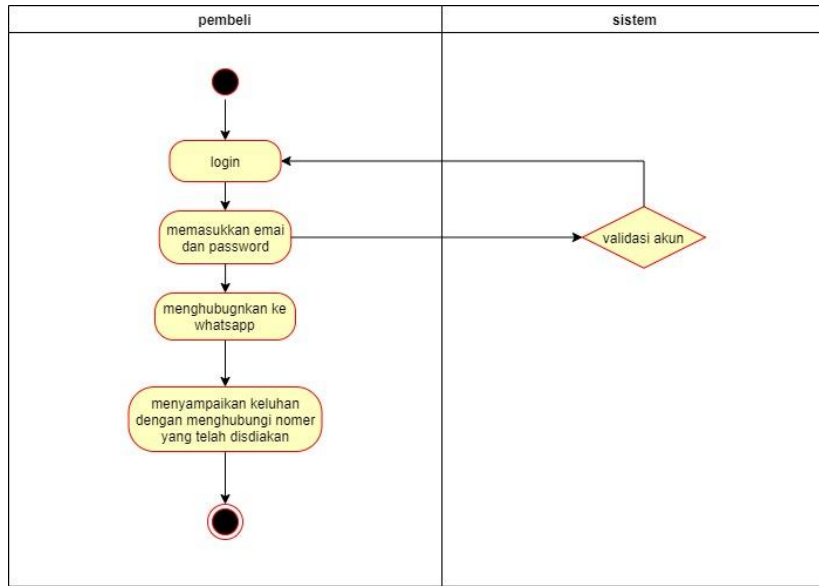 pembeli
sistem
login
memasukkan emai
dan password
validasi akun
menghubugnkan ke
whatsapp
menyampaikan keluhan
dengan menghubungi nomer
yang telah disdiakan